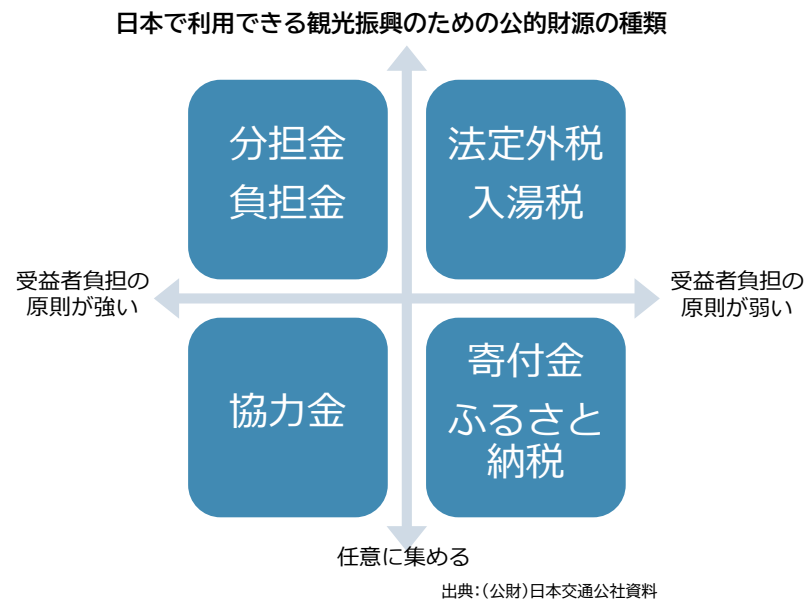 日本で利用できる観光振興のための公的財源の種類
分担金
負担金
法定外税
入湯税
受益者負担の
原則が強い
受益者負担の
原則が弱い
協力金
寄付金
ふるさと
納税
任意に集める
出典：（公財）日本交通公社資料